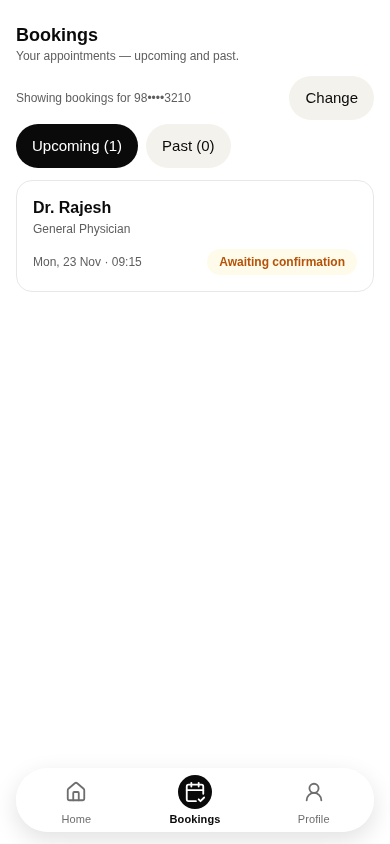 Bookings
Your appointments — upcoming and past.
Showing bookings for 98••••3210
Change
Upcoming (1)
Past (0)
Dr. Rajesh
General Physician
Mon, 23 Nov · 09:15
Awaiting confirmation
Home
Bookings
Profile